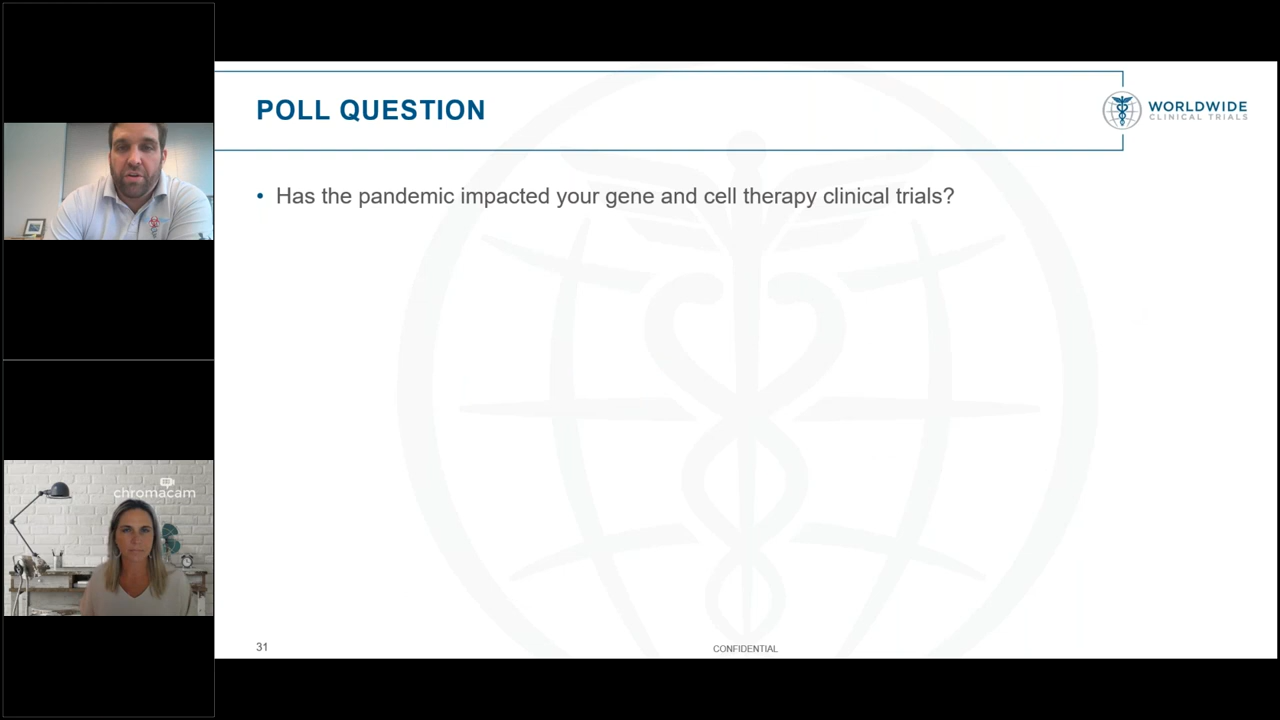 POLL QUESTION
WORLDWIDE
CLINICAL TRIALS
• Has the pandemic impacted your gene and cell therapy clinical trials?
chromacam
31
CONFIDENTIAL